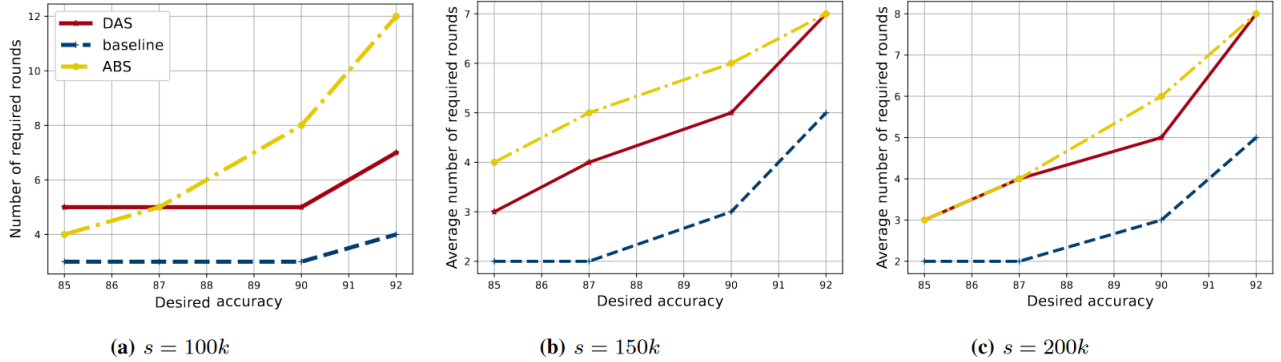 Number of required rounds
12
10
8
6
4
DAS
baseline
ABS
85 86 87 88 89 90 91 92
Desired accuracy
(a) s = 100k
Average number of required rounds
7
6
5
4
3
2
85 86 87 88 89 90 91 92
Desired accuracy
(b) s = 150k
Average number of required rounds
8
7
6
5
4
3
2
85 86 87 88 89 90 91 92
Desired accuracy
(c) s = 200k